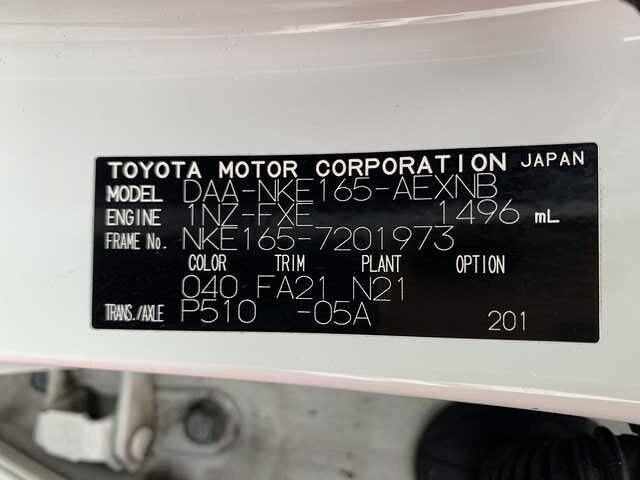 TOYOTA MOTOR CORPORATION JAPAN
MODEL DAA-NKE165-AEXNB
ENGINE 1NZ-FXE 1496 mL
FRAME No. NKE165-7201973
COLOR TRIM PLANT OPTION
040 FA21 N21
TRANS./AXLE P510 -05A 201